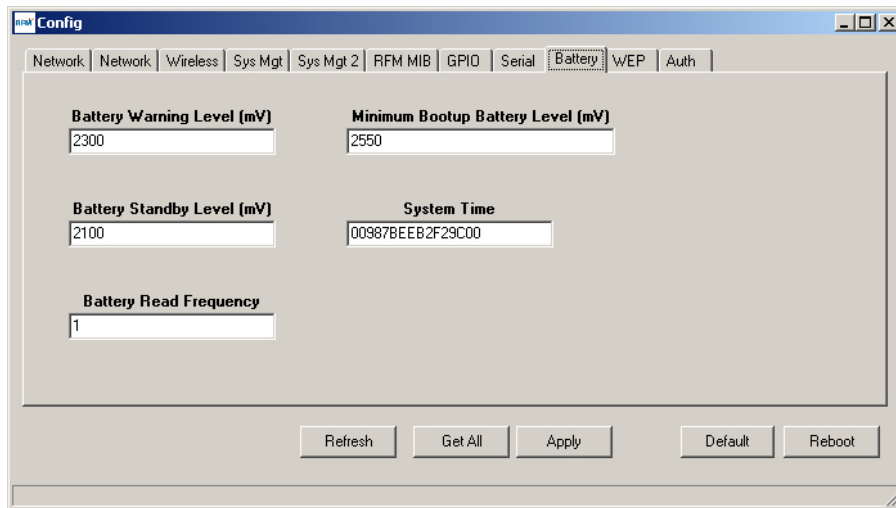 RFM Config
Network Network Wireless Sys Mgt Sys Mgt 2 RFM MIB GPIO Serial Battery WEP Auth
Battery Warning Level (mV) Minimum Bootup Battery Level (mV)
2300 2550
Battery Standby Level (mV) System Time
2100 00987BEEB2F29C00
Battery Read Frequency
1
Refresh Get All Apply Default Reboot